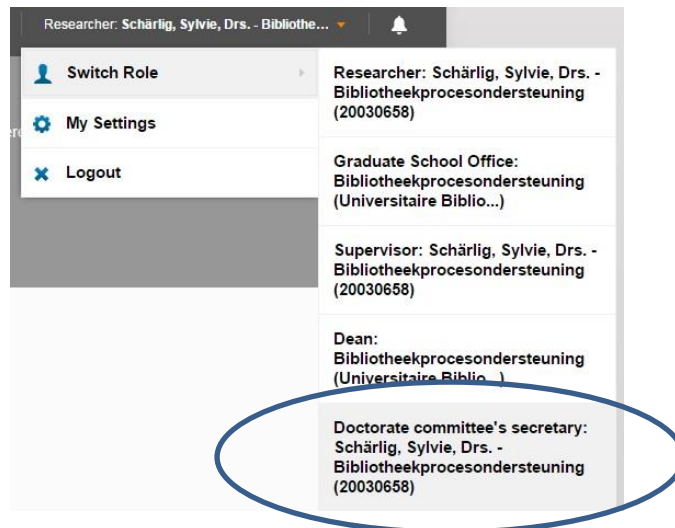 Researcher: Schärlig, Sylvie, Drs. - Bibliothe...
Switch Role
My Settings
Logout
Researcher: Schärlig, Sylvie, Drs. -
Bibliotheekprocesondersteuning
(20030658)
Graduate School Office:
Bibliotheekprocesondersteuning
(Universitaire Biblio...)
Supervisor: Schärlig, Sylvie, Drs. -
Bibliotheekprocesondersteuning
(20030658)
Dean:
Bibliotheekprocesondersteuning
(Universitaire Biblio...)
Doctorate committee's secretary:
Schärlig, Sylvie, Drs. -
Bibliotheekprocesondersteuning
(20030658)